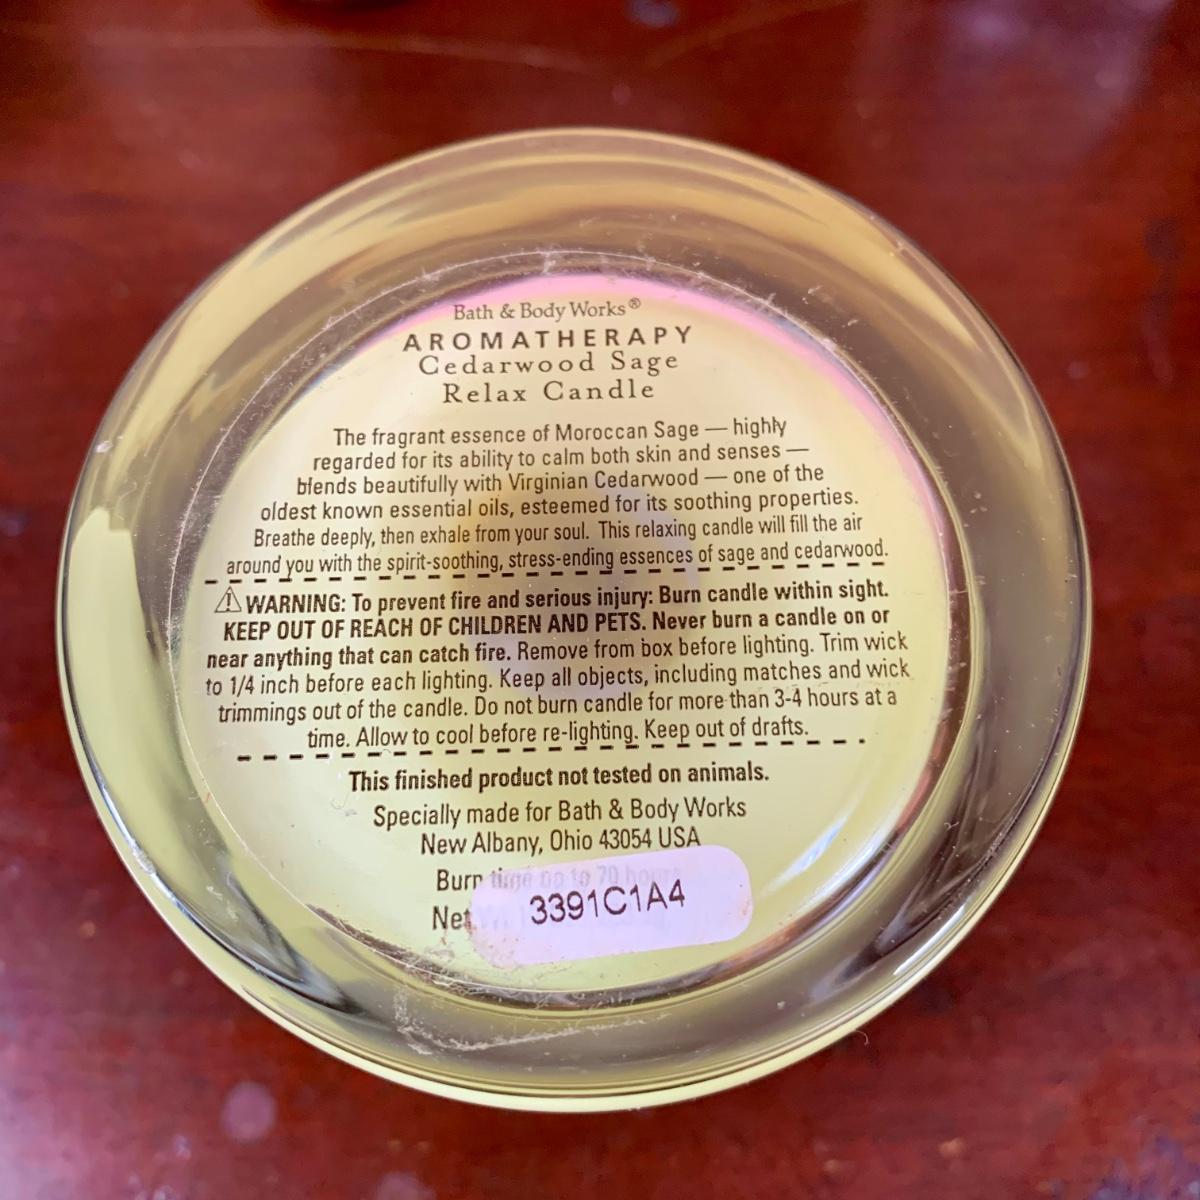 Bath & Body Works®
AROMATHERAPY
Cedarwood Sage
Relax Candle
The fragrant essence of Moroccan Sage — highly
regarded for its ability to calm both skin and senses —
blends beautifully with Virginian Cedarwood — one of the
oldest known essential oils, esteemed for its soothing properties.
Breathe deeply, then exhale from your soul. This relaxing candle will fill the air
around you with the spirit-soothing, stress-ending essences of sage and cedarwood.
⚠ WARNING: To prevent fire and serious injury: Burn candle within sight.
KEEP OUT OF REACH OF CHILDREN AND PETS. Never burn a candle on or
near anything that can catch fire. Remove from box before lighting. Trim wick
to 1/4 inch before each lighting. Keep all objects, including matches and wick
trimmings out of the candle. Do not burn candle for more than 3-4 hours at a
time. Allow to cool before re-lighting. Keep out of drafts.
This finished product not tested on animals.
Specially made for Bath & Body Works
New Albany, Ohio 43054 USA
Burn time up to 70 hours
Net
3391C1A4